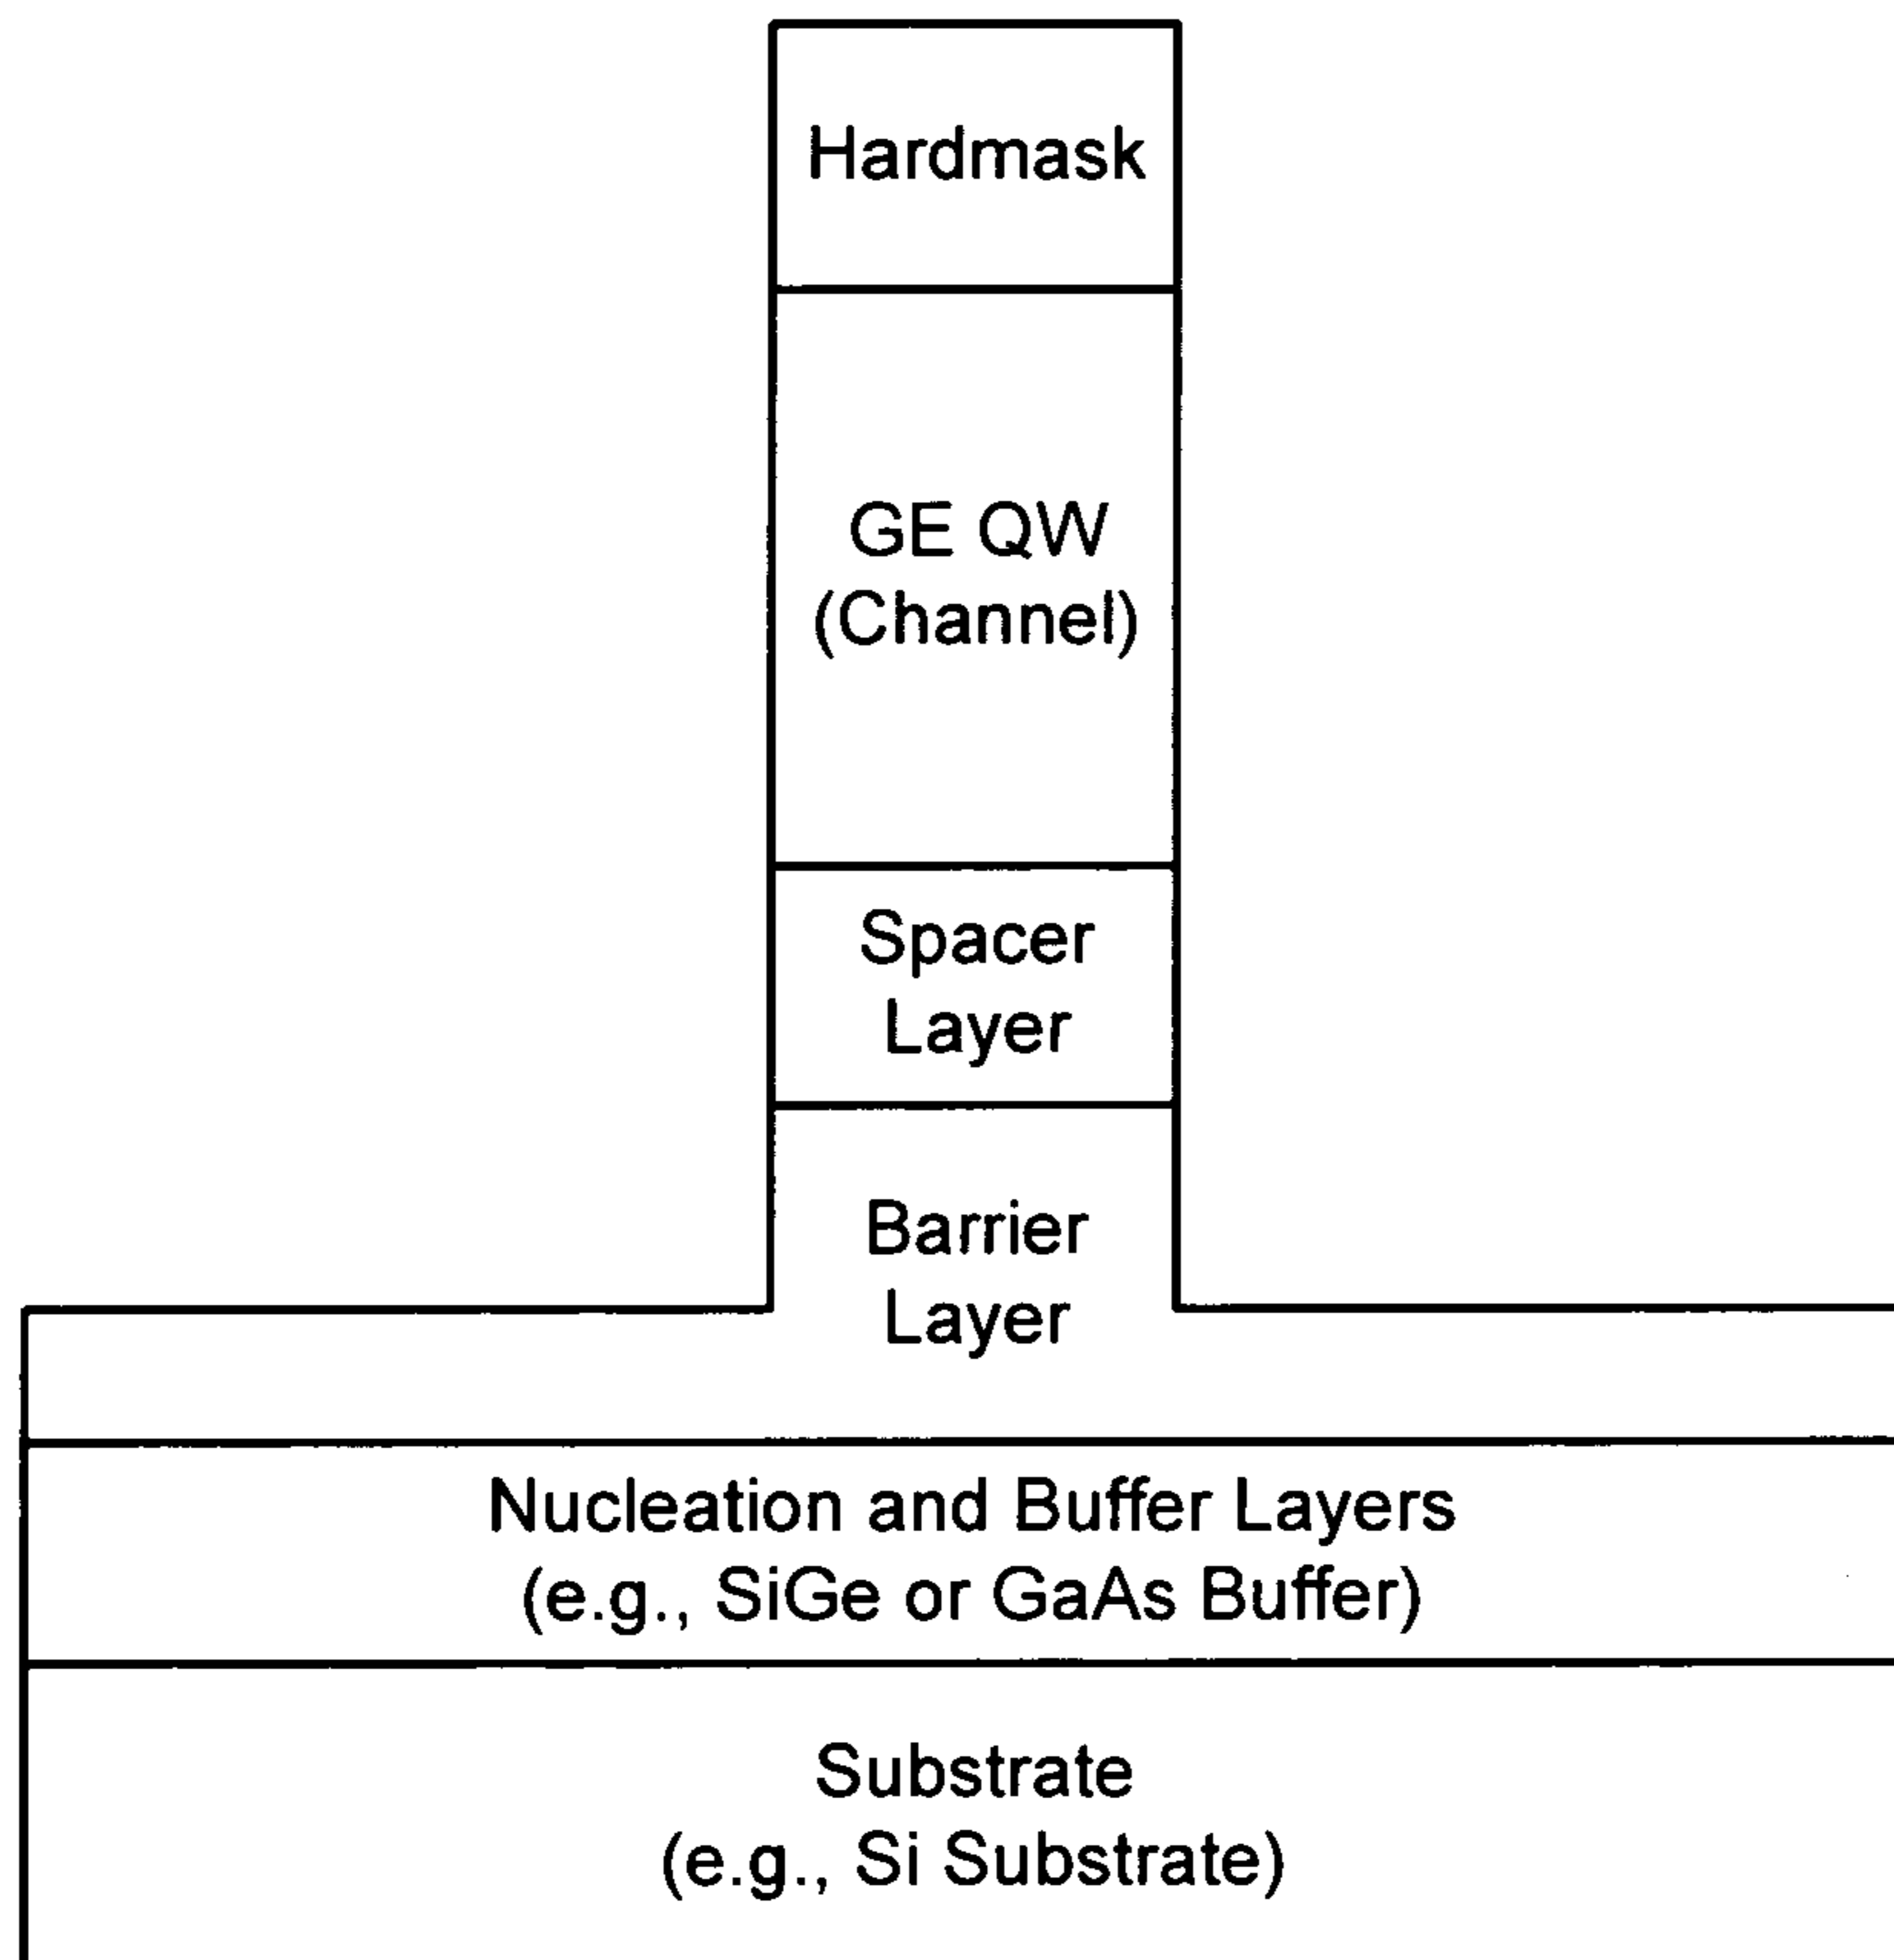 Hardmask
GE QW
(Channel)
Spacer
Layer
Barrier
Layer
Nucleation and Buffer Layers
(e.g., SiGe or GaAs Buffer)
Substrate
(e.g., Si Substrate)